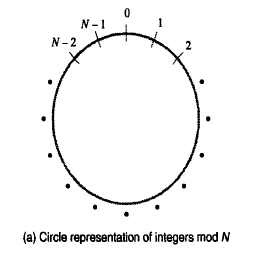 N-2 N-1 0 1 2
(a) Circle representation of integers mod N